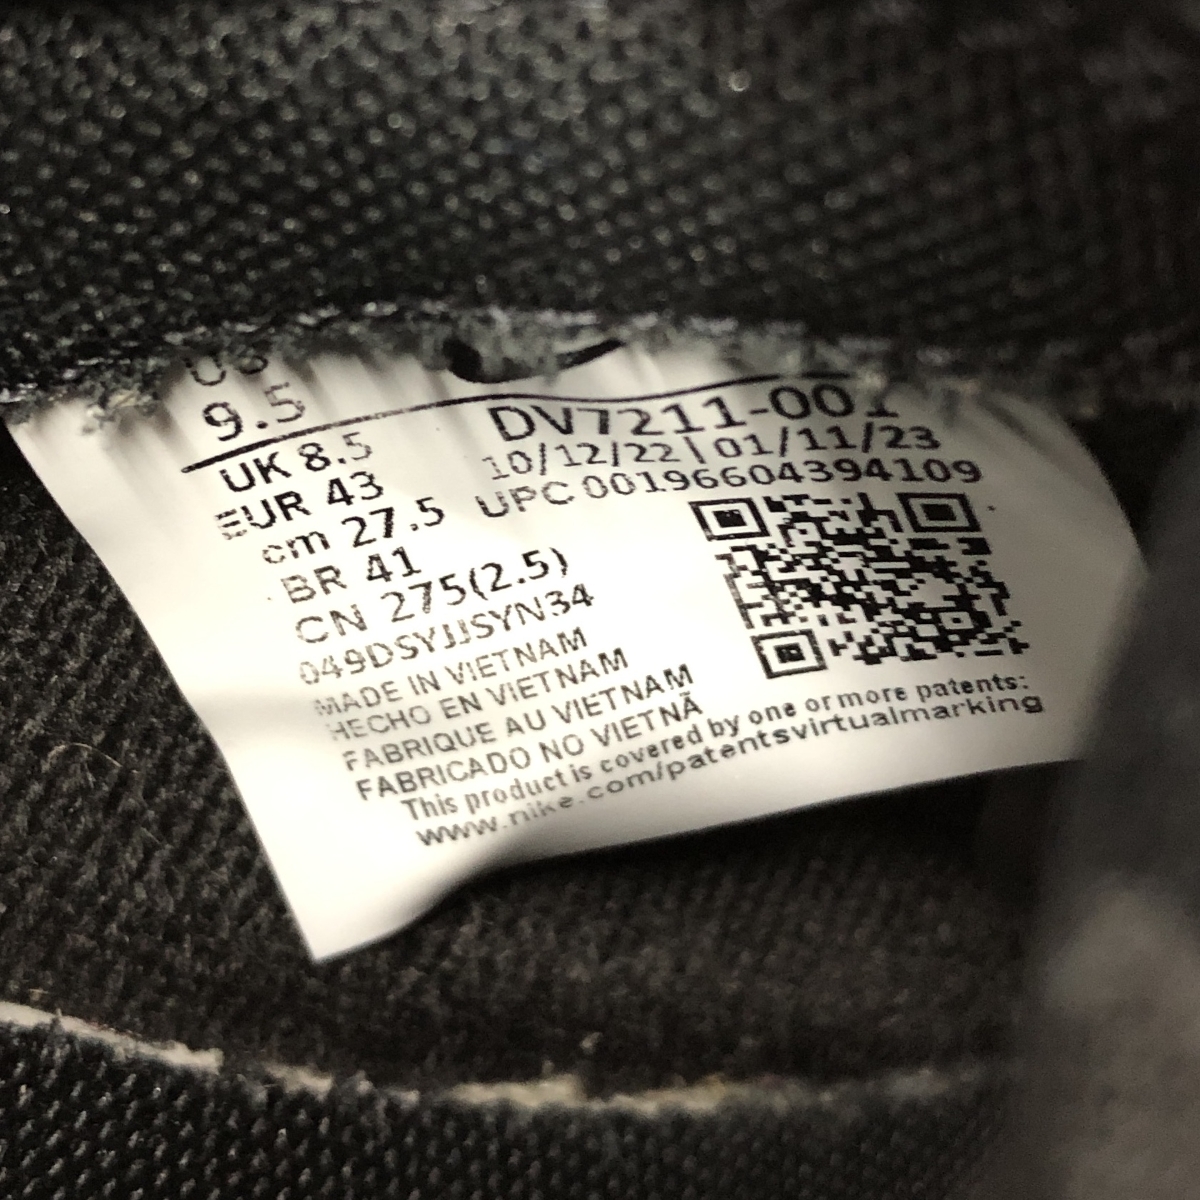 US
9.5
UK 8.5
EUR 43
cm 27.5
BR 41
CN 275(2.5)
DV7211-001
10/12/22\01/11/23
UPC 00196604394109
049DSYJJSYN34
MADE IN VIETNAM
HECHO EN VIETNAM
FABRIQUE AU VIETNAM
FABRICADO NO VIETNÃ
This product is covered by one or more patents:
www.nike.com/patentsvirtualmarking